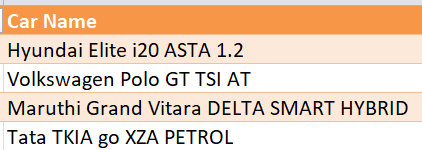 Car Name
Hyundai Elite i20 ASTA 1.2
Volkswagen Polo GT TSI AT
Maruthi Grand Vitara DELTA SMART HYBRID
Tata TKIA go XZA PETROL